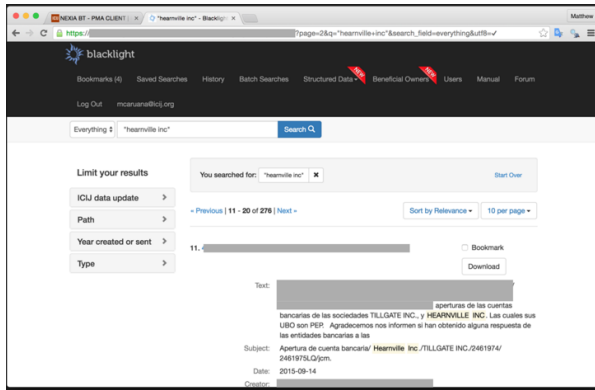 NEXIA BT - PMA CLIENT
"hearnville inc" - Blacklight
Matthew
https://
?page=2&q="hearnville+inc"&search_field=everything&utf8=✓
blacklight
Bookmarks (4) Saved Searches History Batch Searches Structured Data NEW Beneficial Owners NEW Users Manual Forum
Log Out mcaruana@icij.org
Everything "hearnville inc" Search
Limit your results
ICIJ data update
Path
Year created or sent
Type
You searched for: "hearnville inc" ✖ Start Over
« Previous | 11 - 20 of 276 | Next » Sort by Relevance 10 per page
11.
Bookmark
Download
Text:
aperturas de las cuentas
bancarias de las sociedades TILLGATE INC., y HEARNVILLE INC. Las cuales sus
UBO son PEP. Agradecemos nos informen si han obtenido alguna respuesta de
las entidades bancarias a las
Subject: Apertura de cuenta bancaria/ Hearnville Inc./TILLGATE INC./2461974/
2461975LQ/jcm.
Date: 2015-09-14
Creator: